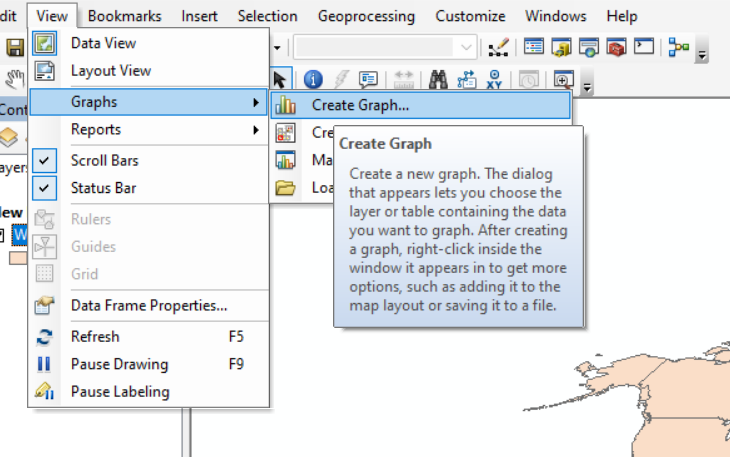 dit View Bookmarks Insert Selection Geoprocessing Customize Windows Help
Data View
Layout View
Graphs
Reports
Scroll Bars
Status Bar
Rulers
Guides
Grid
Data Frame Properties...
Refresh F5
Pause Drawing F9
Pause Labeling
Create Graph...
Cre
Ma
Loa
Create Graph
Create a new graph. The dialog
that appears lets you choose the
layer or table containing the data
you want to graph. After creating
a graph, right-click inside the
window it appears in to get more
options, such as adding it to the
map layout or saving it to a file.
Cont
ayers
ew
W
XY